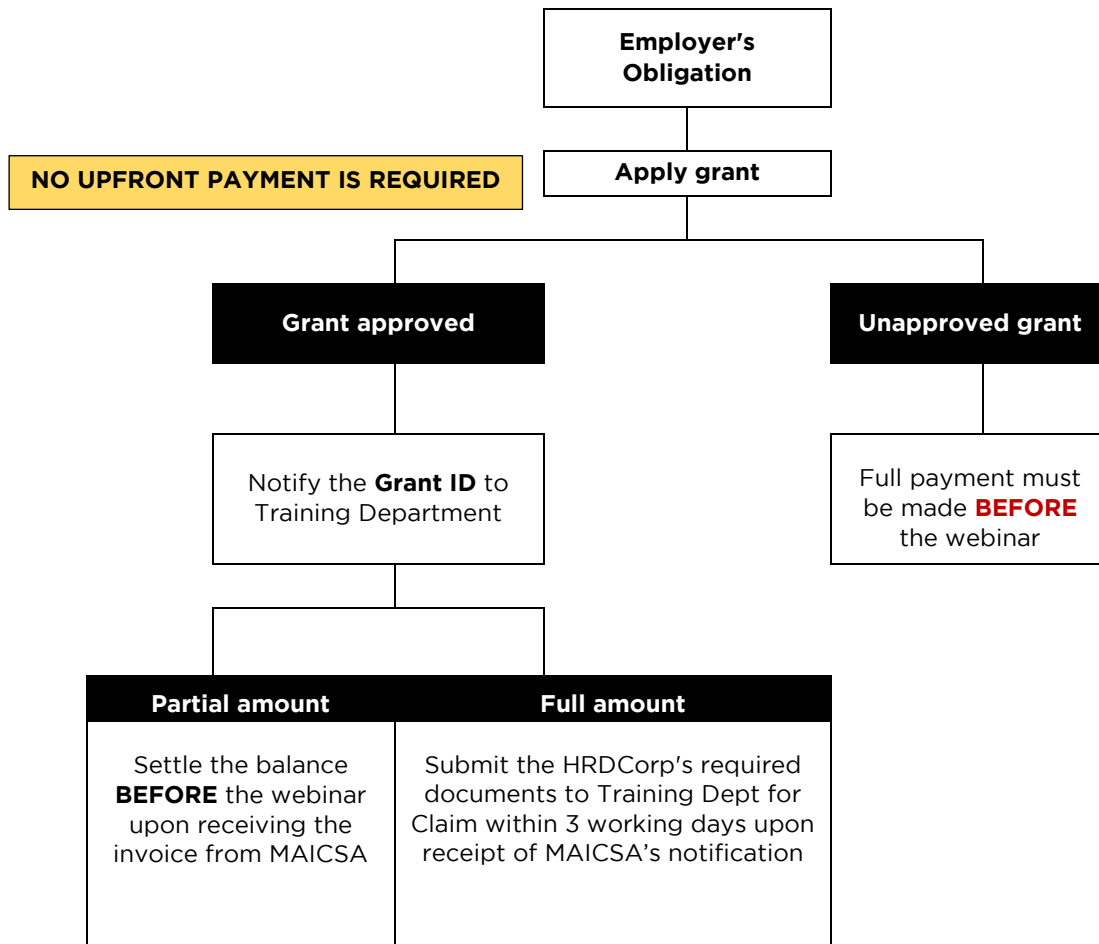 Employer's
Obligation
NO UPFRONT PAYMENT IS REQUIRED
Apply grant
Grant approved
Unapproved grant
Notify the Grant ID to
Training Department
Full payment must
be made BEFORE
the webinar
Partial amount
Full amount
Settle the balance
BEFORE the webinar
upon receiving the
invoice from MAICSA
Submit the HRDCorp's required
documents to Training Dept for
Claim within 3 working days upon
receipt of MAICSA’s notification